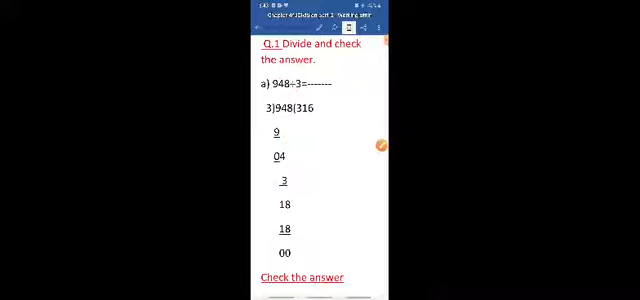 Q.1 Divide and check
the answer.
a) 948÷3=-------
3)948(316
9
04
3
18
18
00
Check the answer